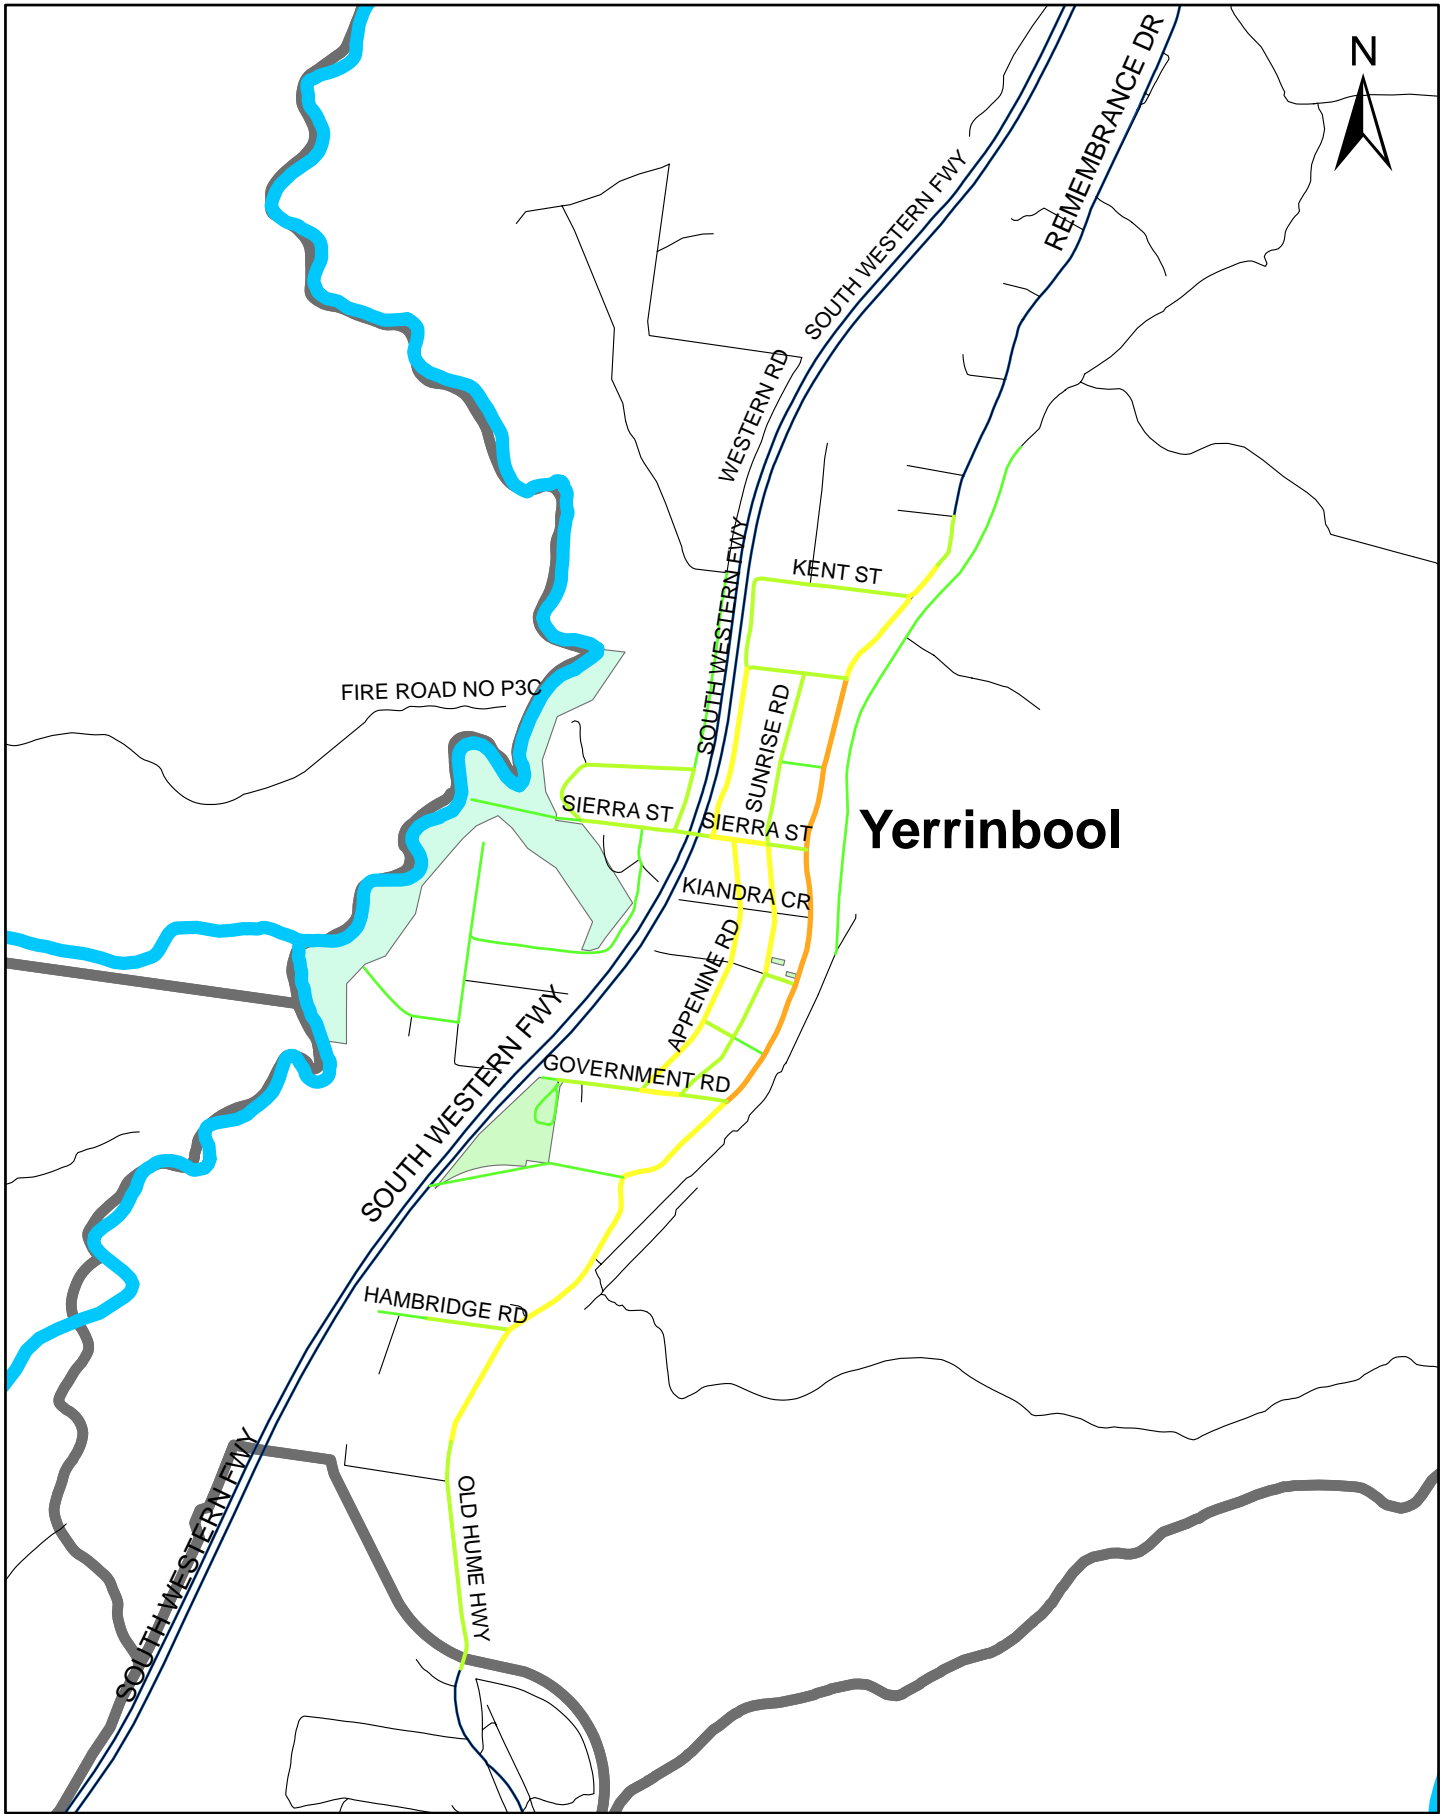 N
REMEMBRANCE DR
SOUTH WESTERN FWY
WESTERN RD
SOUTH WESTERN FWY
KENT ST
FIRE ROAD NO P3C
SUNRISE RD
SIERRA ST
SIERRA ST
Yerrinbool
KIANDRA CR
APPENINE RD
SOUTH WESTERN FWY
GOVERNMENT RD
HAMBRIDGE RD
SOUTH WESTERN FWY
OLD HUME HWY